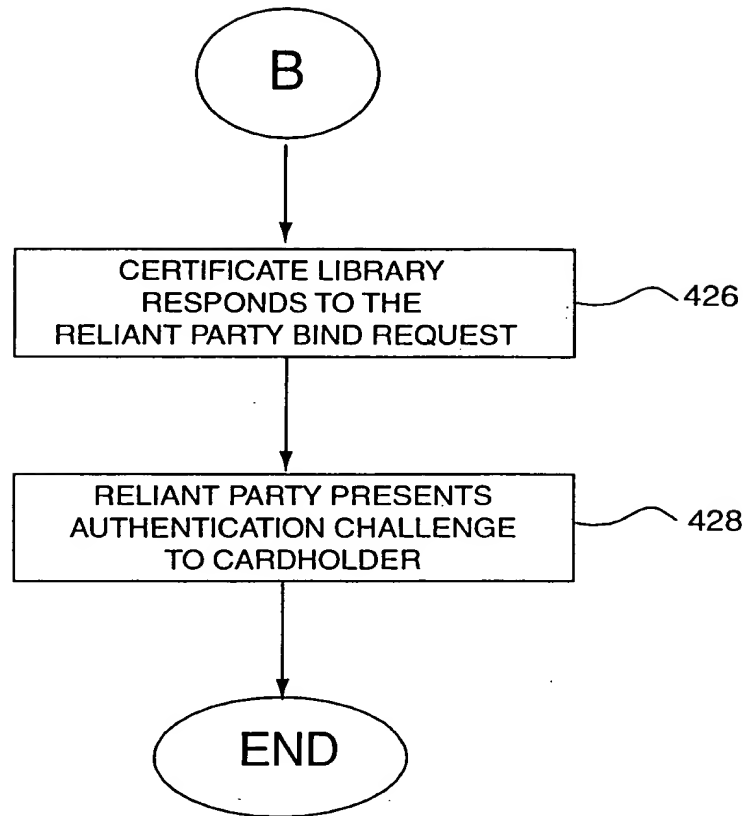 B
CERTIFICATE LIBRARY
RESPONDS TO THE
RELIANT PARTY BIND REQUEST
426
RELIANT PARTY PRESENTS
AUTHENTICATION CHALLENGE
TO CARDHOLDER
428
END